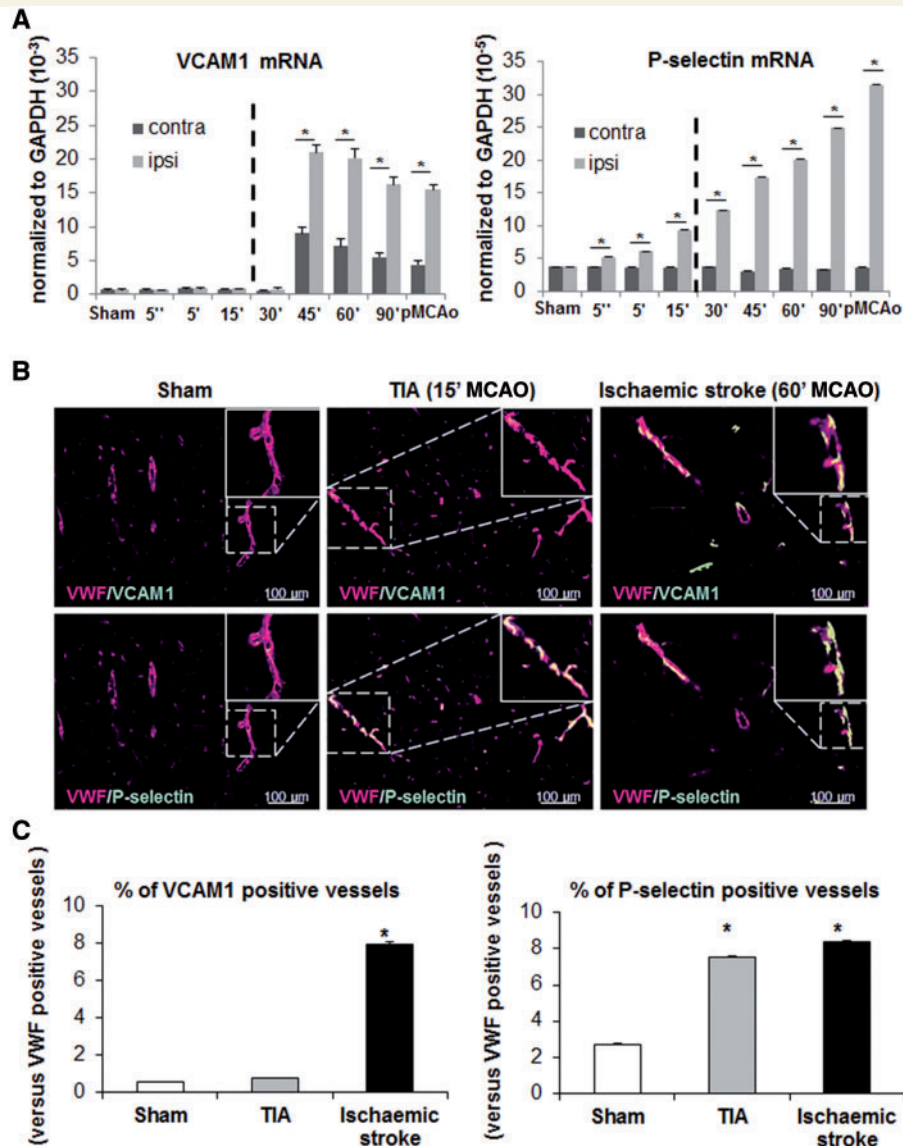 A
VCAM1 mRNA
normalized to GAPDH (10-3)
35
30
25
20
15
10
5
0
contra
ipsi
* * * *
Sham 5'' 5' 15' 30' 45' 60' 90' pMCAo
P-selectin mRNA
normalized to GAPDH (10-5)
35
30
25
20
15
10
5
0
contra
ipsi
* * * * * * * *
Sham 5'' 5' 15' 30' 45' 60' 90' pMCAo
B
Sham
TIA (15' MCAO)
Ischaemic stroke (60' MCAO)
VWF/VCAM1 100 µm
VWF/VCAM1 100 µm
VWF/VCAM1 100 µm
VWF/P-selectin 100 µm
VWF/P-selectin 100 µm
VWF/P-selectin 100 µm
C
% of VCAM1 positive vessels
(versus VWF positive vessels )
10
8
6
4
2
0
*
Sham TIA Ischaemic
stroke
% of P-selectin positive vessels
(versus VWF positive vessels )
10
8
6
4
2
0
* *
Sham TIA Ischaemic
stroke